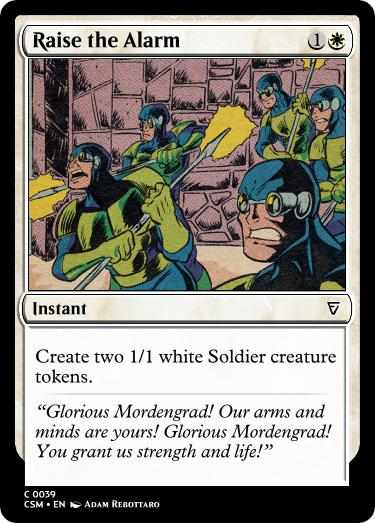 Raise the Alarm 1
Instant
Create two 1/1 white Soldier creature
tokens.
“Glorious Mordengrad! Our arms and
minds are yours! Glorious Mordengrad!
You grant us strength and life!”
C 0039
CSM • EN Adam Rebottaro